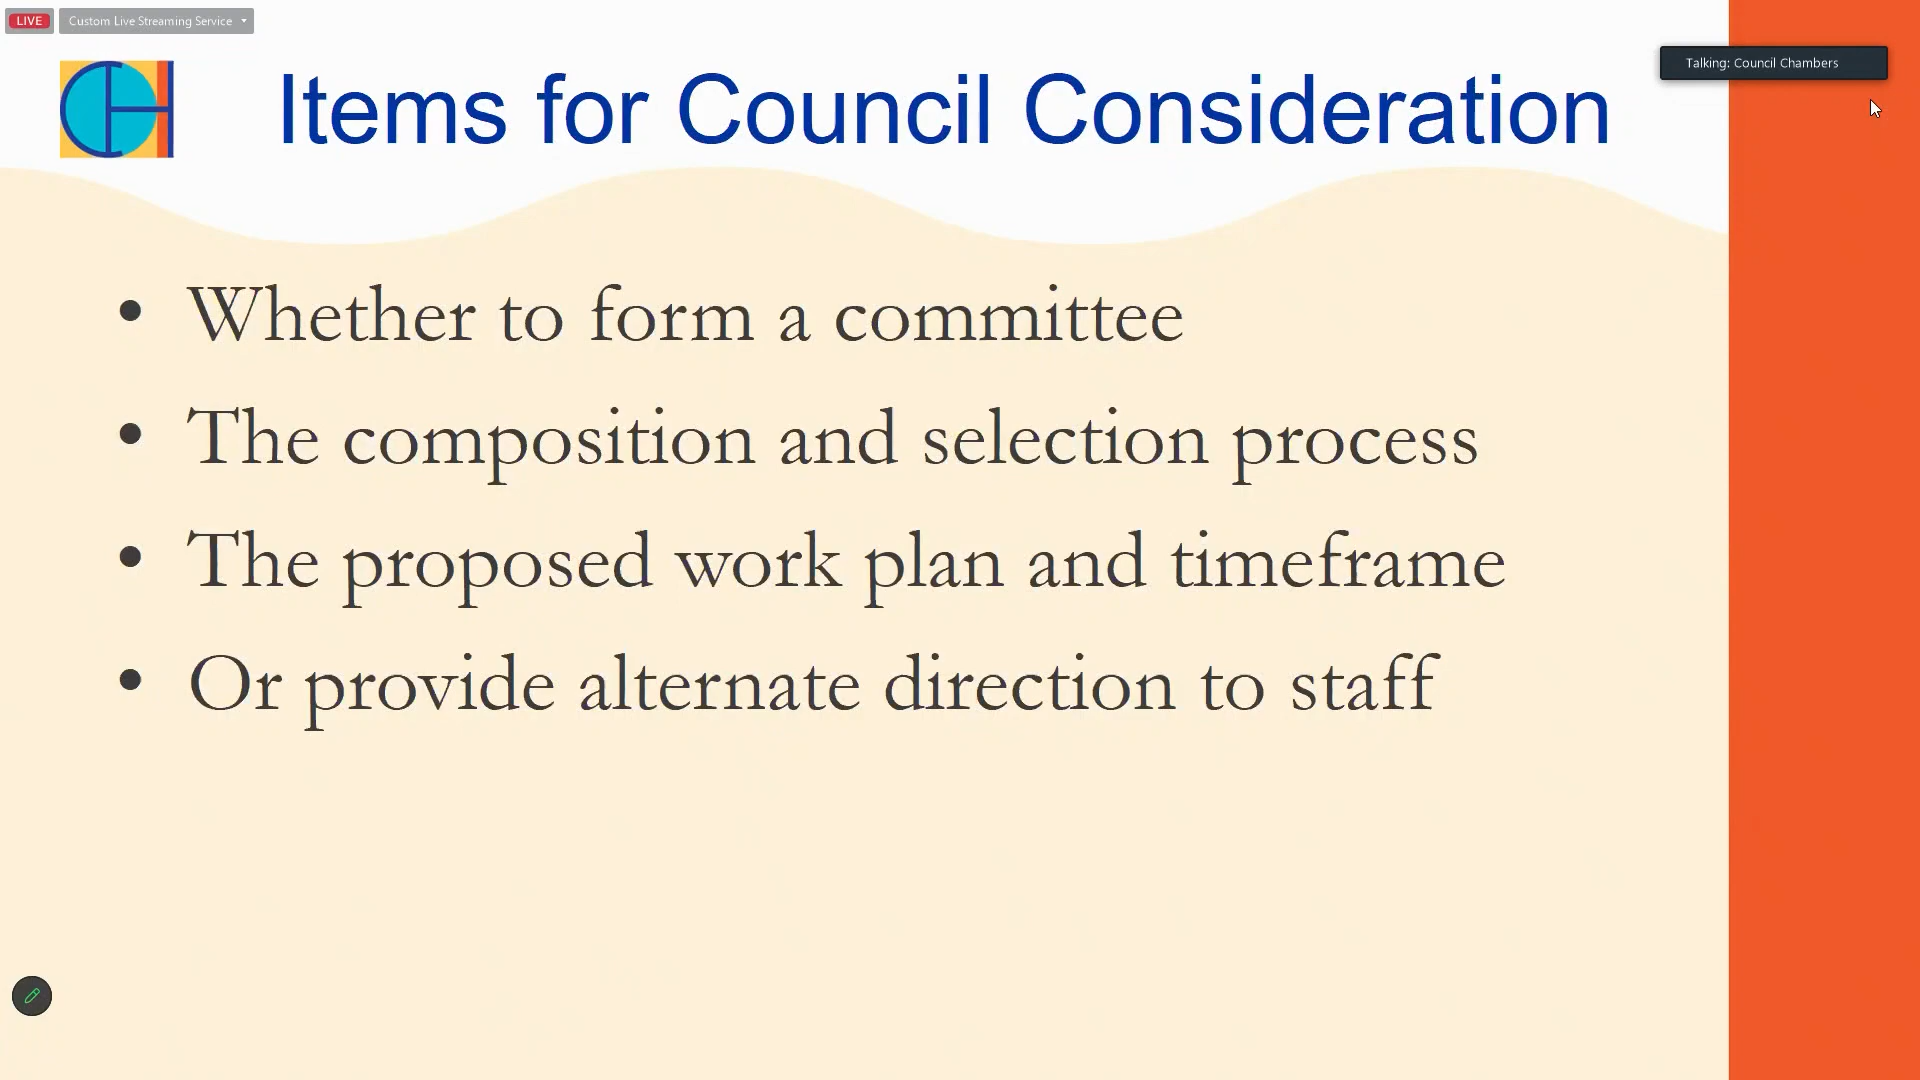 LIVE
Custom Live Streaming Service
Talking: Council Chambers
CH
Items for Council Consideration
• Whether to form a committee
• The composition and selection process
• The proposed work plan and timeframe
• Or provide alternate direction to staff